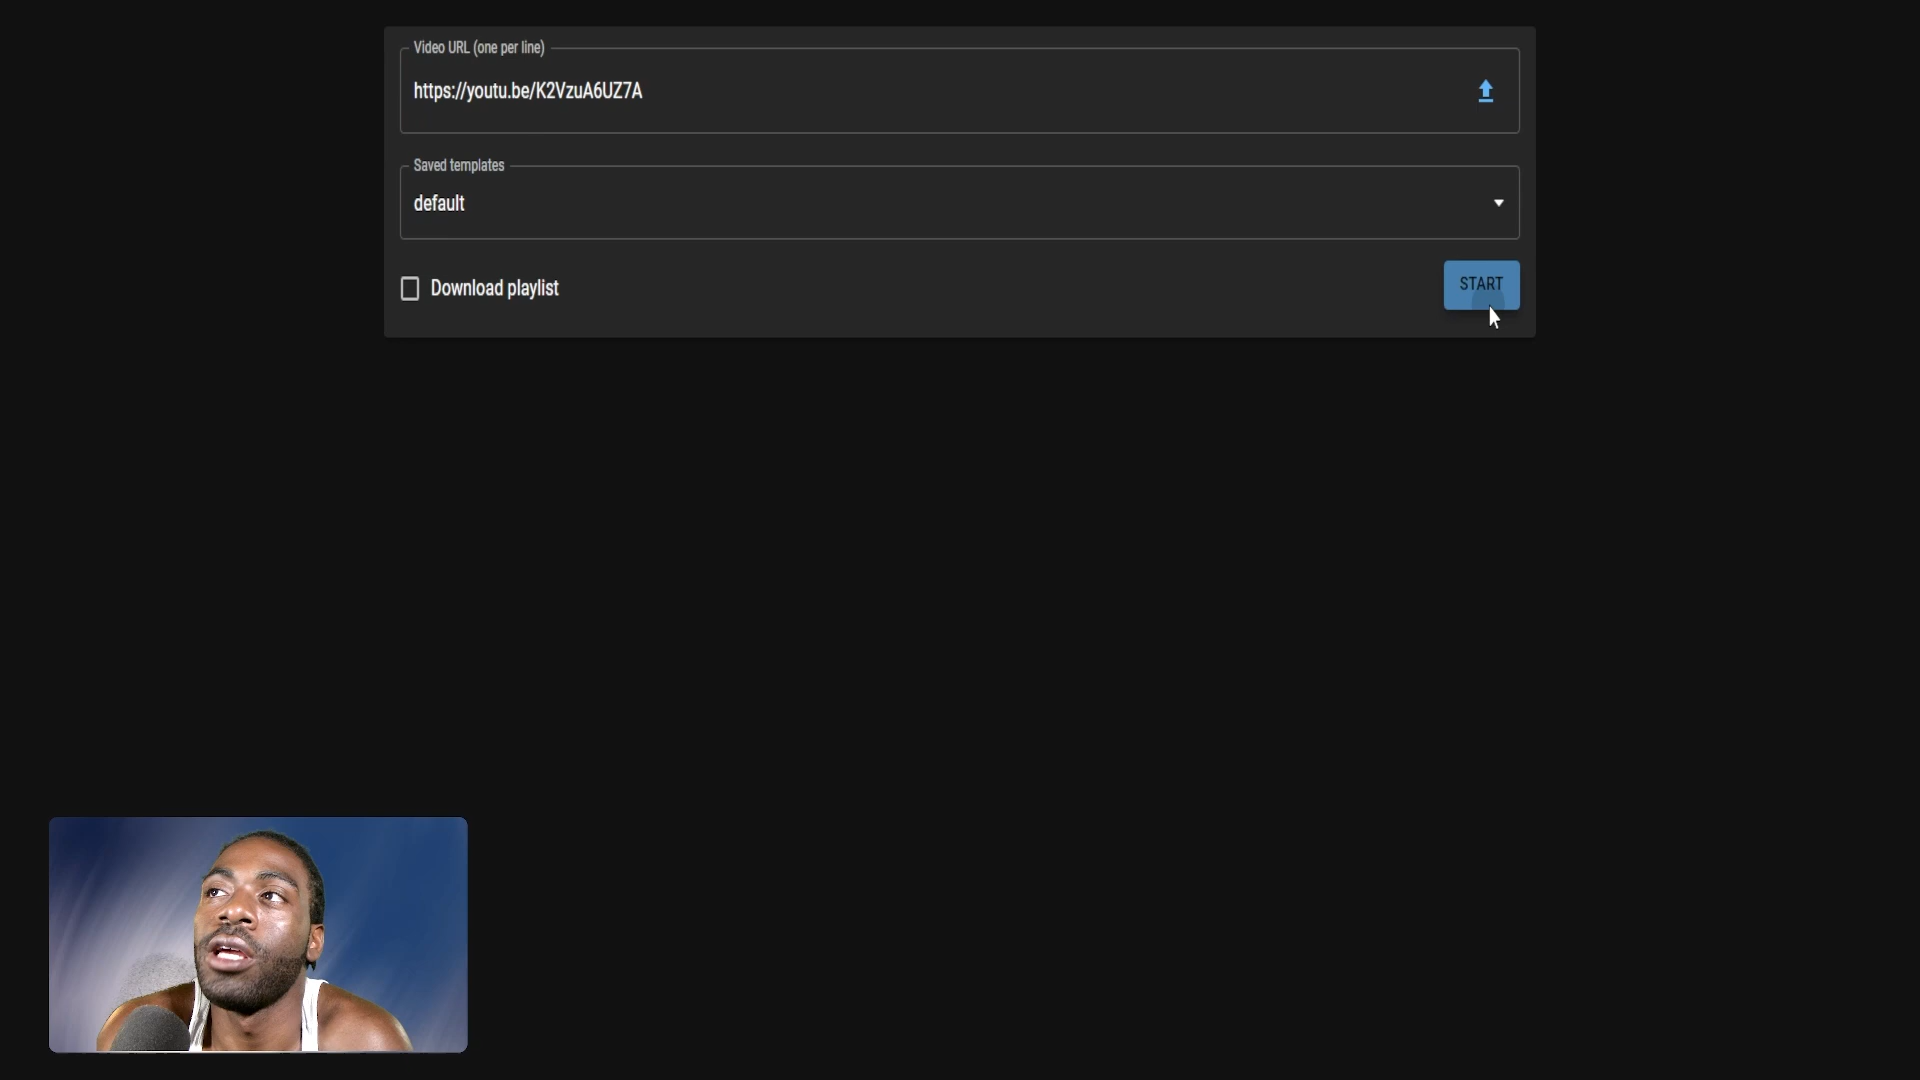 Video URL (one per line)
https://youtu.be/K2VzuA6UZ7A
Saved templates
default
Download playlist
START